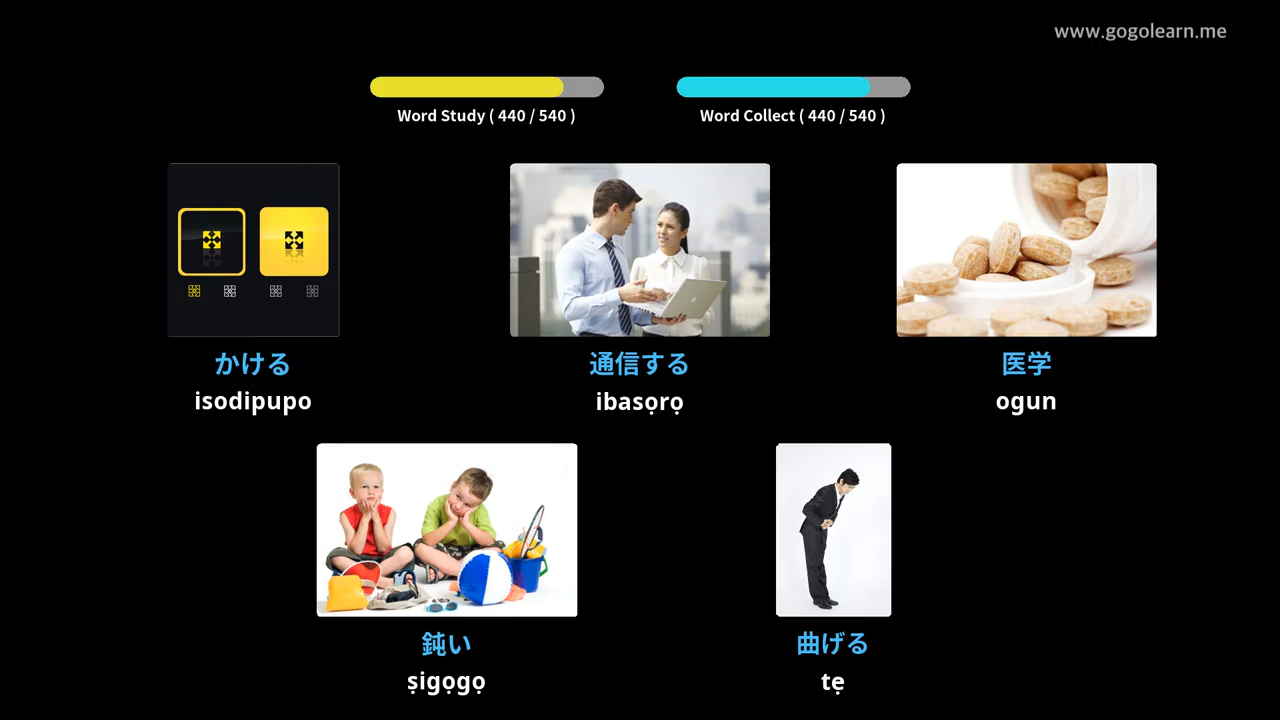 www.gogolearn.me
Word Study ( 440 / 540 )
Word Collect ( 440 / 540 )
かける
isodipupo
通信する
ibasọrọ
医学
ogun
鈍い
ṣigọgọ
曲げる
tẹ